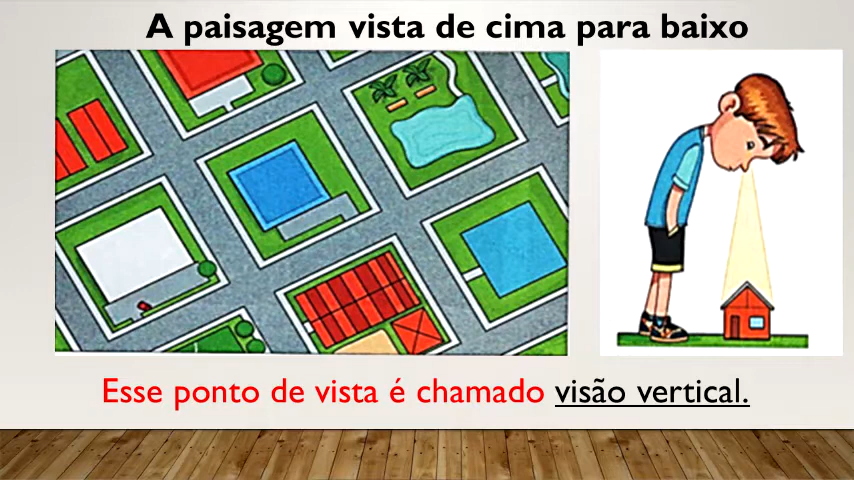 A paisagem vista de cima para baixo
Esse ponto de vista é chamado visão vertical.